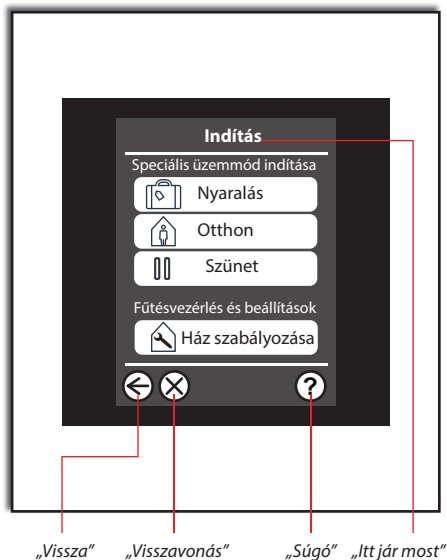 Indítás
Speciális üzemmód indítása
Nyaralás
Otthon
Szünet
Fűtésvezérlés és beállítások
Ház szabályozása
?
„Vissza” „Visszavonás” „Súgó” „Itt jár most”